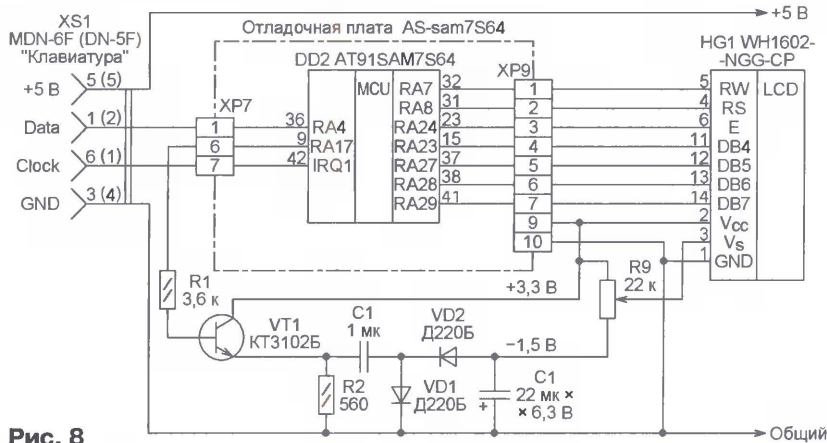 XS1
MDN-6F (DN-5F)
"Клавиатура"
+5 В 5 (5)
Data 1 (2)
Clock 6 (1)
GND 3 (4)
Отладочная плата AS-sam7S64
DD2 AT91SAM7S64
XP7
1
6
7
36 RA4
9 RA17
42 IRQ1
MCU
RA7 32
RA8 31
RA24 23
RA23 15
RA27 37
RA28 38
RA29 41
XP9
1
2
3
4
5
6
7
9
10
+5 В
HG1 WH1602-
-NGG-CP
LCD
5 RW
4 RS
6 E
11 DB4
12 DB5
13 DB6
14 DB7
2 Vcc
3 Vs
1 GND
R1
3,6 к
+3,3 В
R9
22 к
VT1
КТ3102Б
C1
1 мк
VD2
Д220Б
−1,5 В
R2
560
VD1
Д220Б
C1
22 мк ×
× 6,3 В
+
Общий
Рис. 8